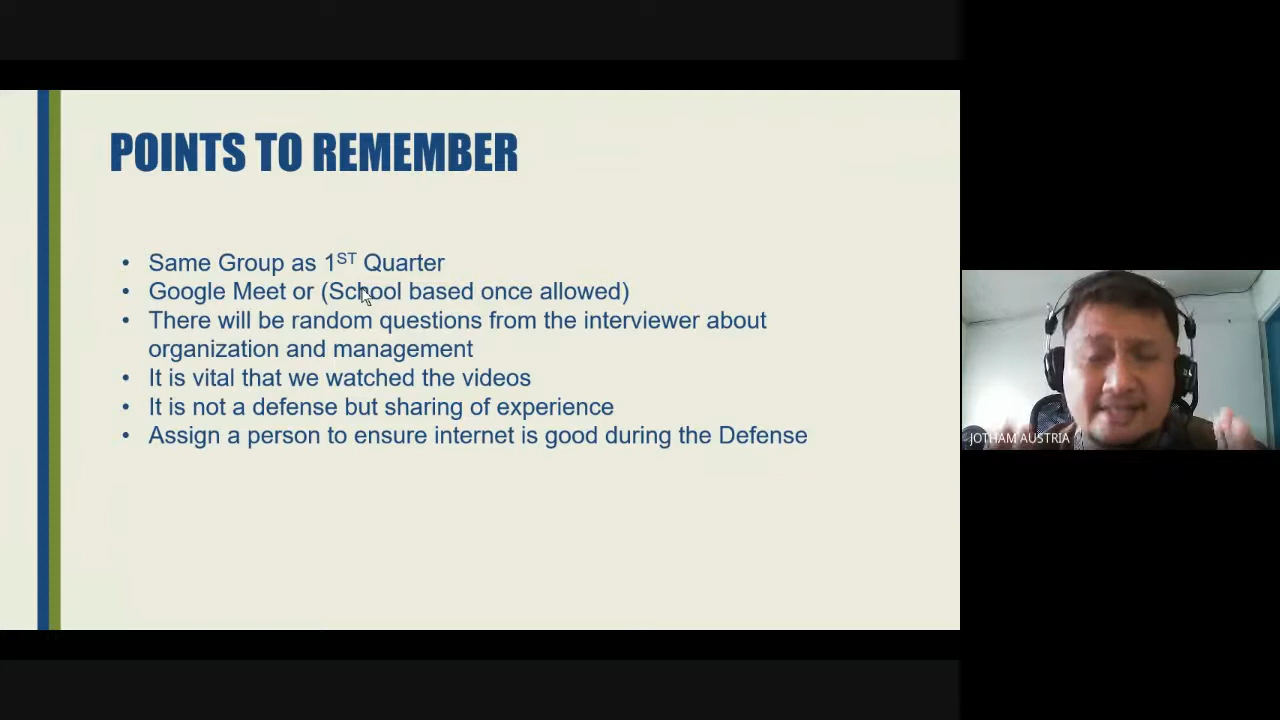 POINTS TO REMEMBER
• Same Group as 1ST Quarter
• Google Meet or (School based once allowed)
• There will be random questions from the interviewer about
organization and management
• It is vital that we watched the videos
• It is not a defense but sharing of experience
• Assign a person to ensure internet is good during the Defense
JOTHAM AUSTRIA